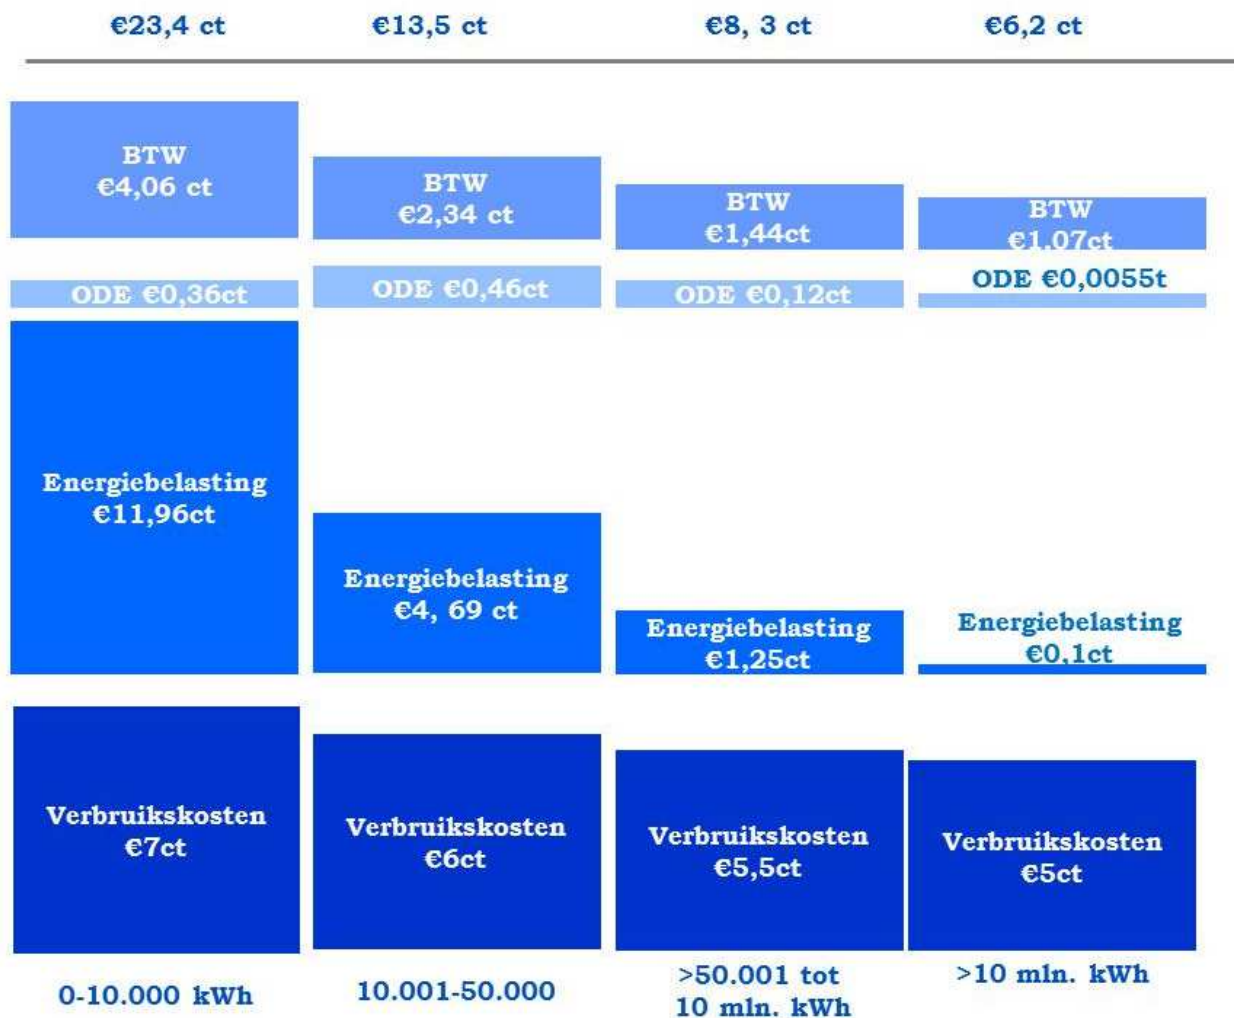 €23,4 ct
€13,5 ct
€8, 3 ct
€6,2 ct
BTW
€4,06 ct
BTW
€2,34 ct
BTW
€1,44ct
BTW
€1,07ct
ODE €0,36ct
ODE €0,46ct
ODE €0,12ct
ODE €0,0055t
Energiebelasting
€11,96ct
Energiebelasting
€4, 69 ct
Energiebelasting
€1,25ct
Energiebelasting
€0,1ct
Verbruikskosten
€7ct
Verbruikskosten
€6ct
Verbruikskosten
€5,5ct
Verbruikskosten
€5ct
0-10.000 kWh
10.001-50.000
>50.001 tot
10 mln. kWh
>10 mln. kWh